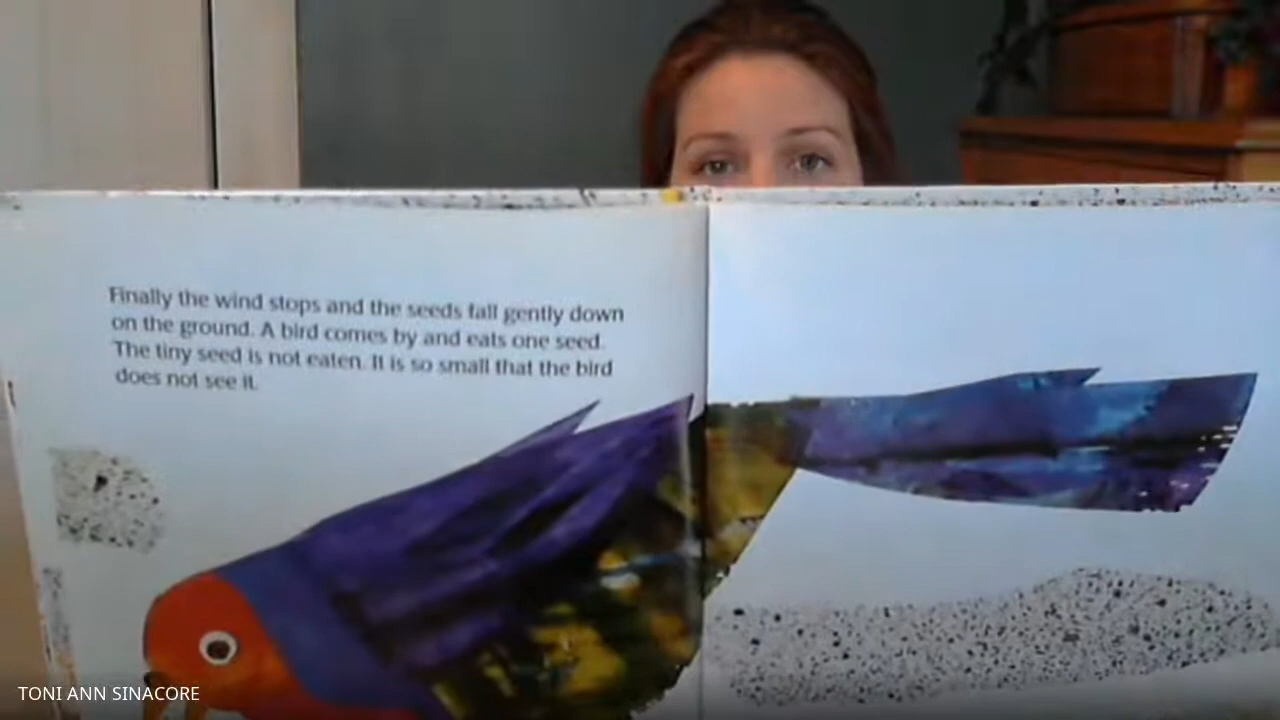 Finally the wind stops and the seeds fall gently down
on the ground. A bird comes by and eats one seed.
The tiny seed is not eaten. It is so small that the bird
does not see it.
TONI ANN SINACORE